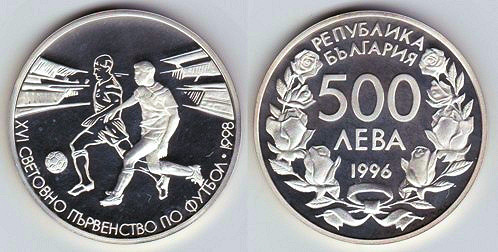 XVI СВЕТОВНО ПЪРВЕНСТВО ПО ФУТБОЛ • 1998
РЕПУБЛИКА
БЪЛГАРИЯ
500
ЛЕВА
1996